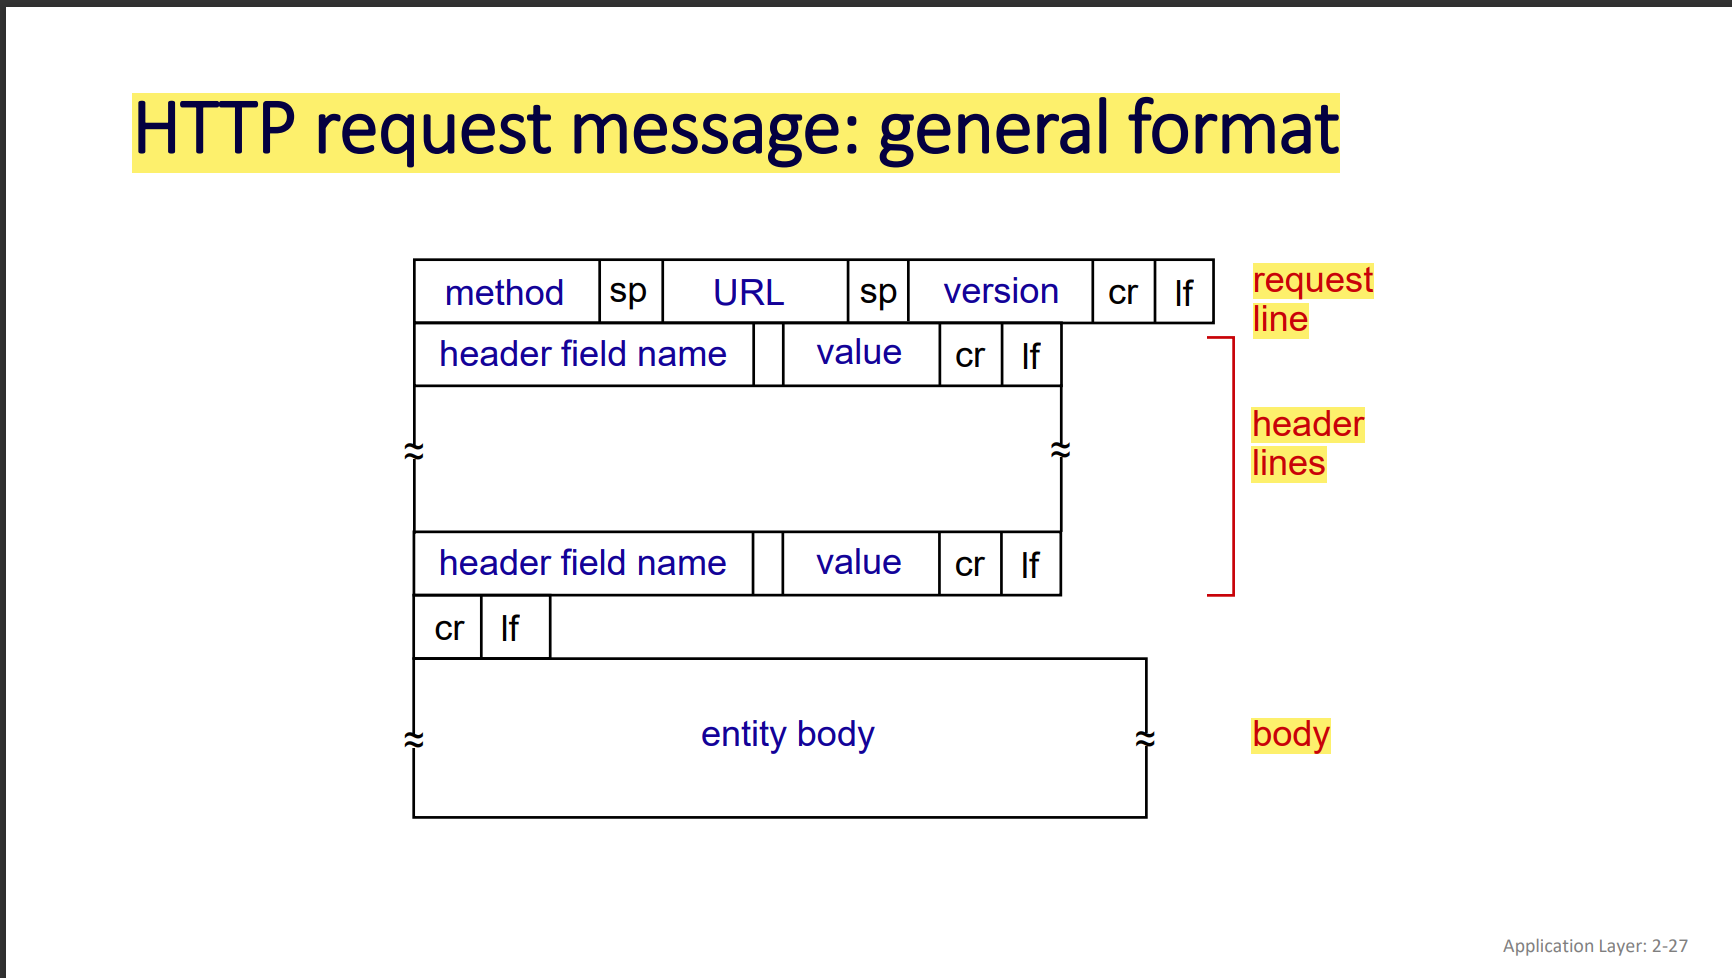 HTTP request message: general format
method sp URL sp version cr lf
request
line
header field name value cr lf
header
lines
header field name value cr lf
cr lf
entity body
body
Application Layer: 2-27